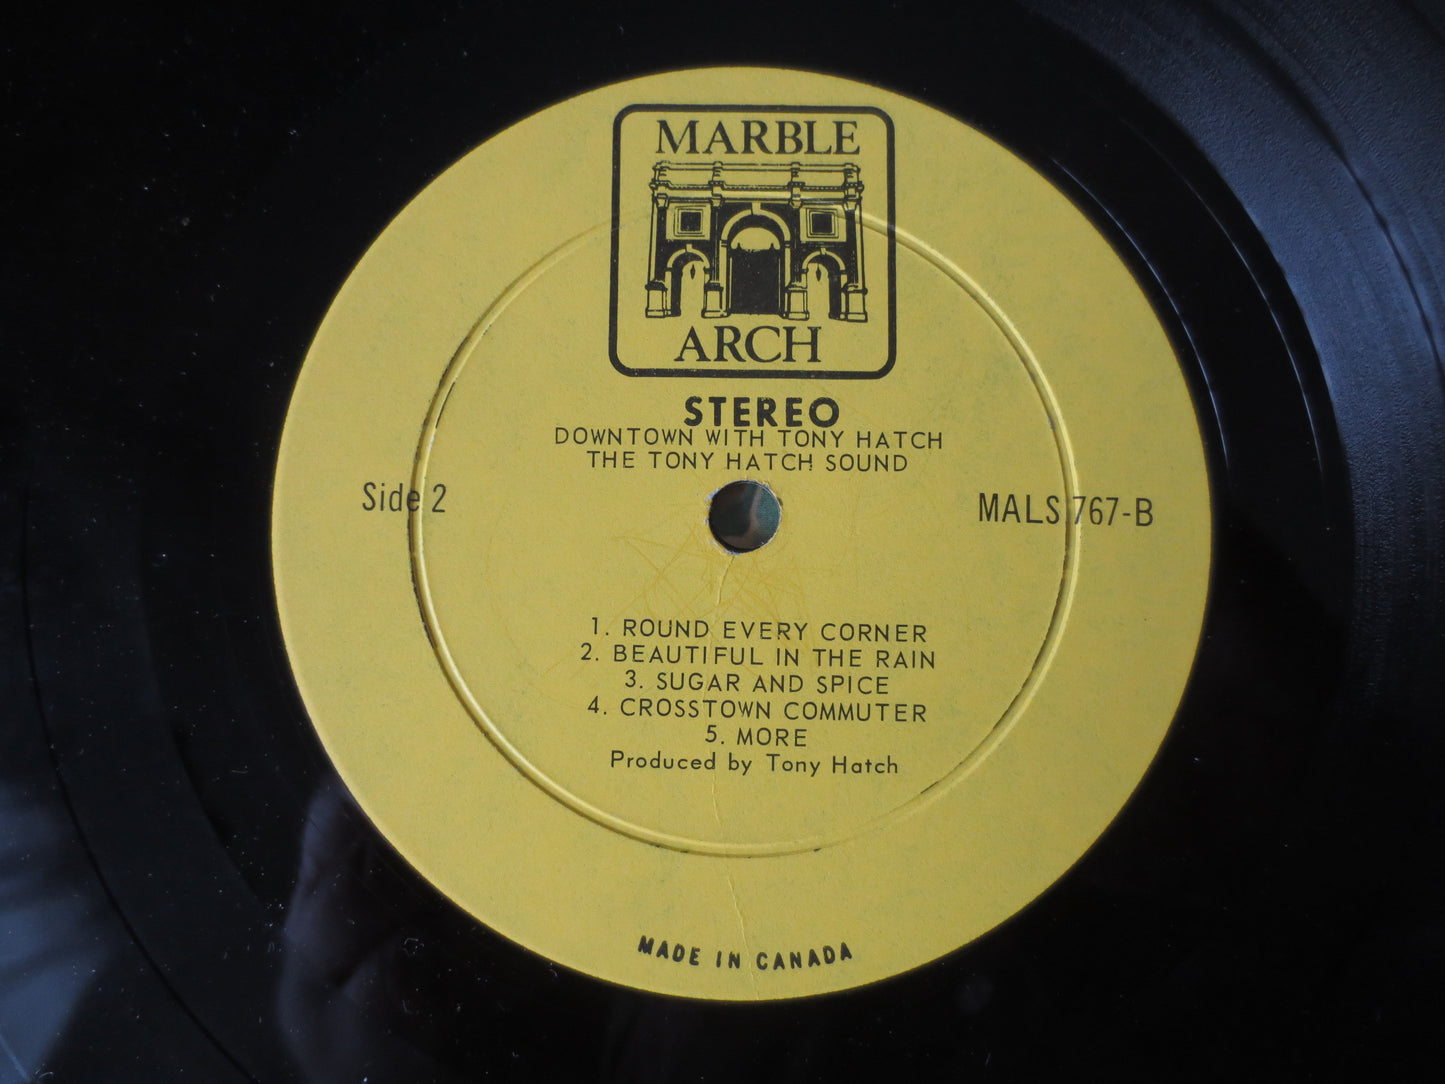 MARBLE
ARCH
STEREO
DOWNTOWN WITH TONY HATCH
THE TONY HATCH SOUND
Side 2
MALS 767-B
1. ROUND EVERY CORNER
2. BEAUTIFUL IN THE RAIN
3. SUGAR AND SPICE
4. CROSSTOWN COMMUTER
5. MORE
Produced by Tony Hatch
MADE IN CANADA